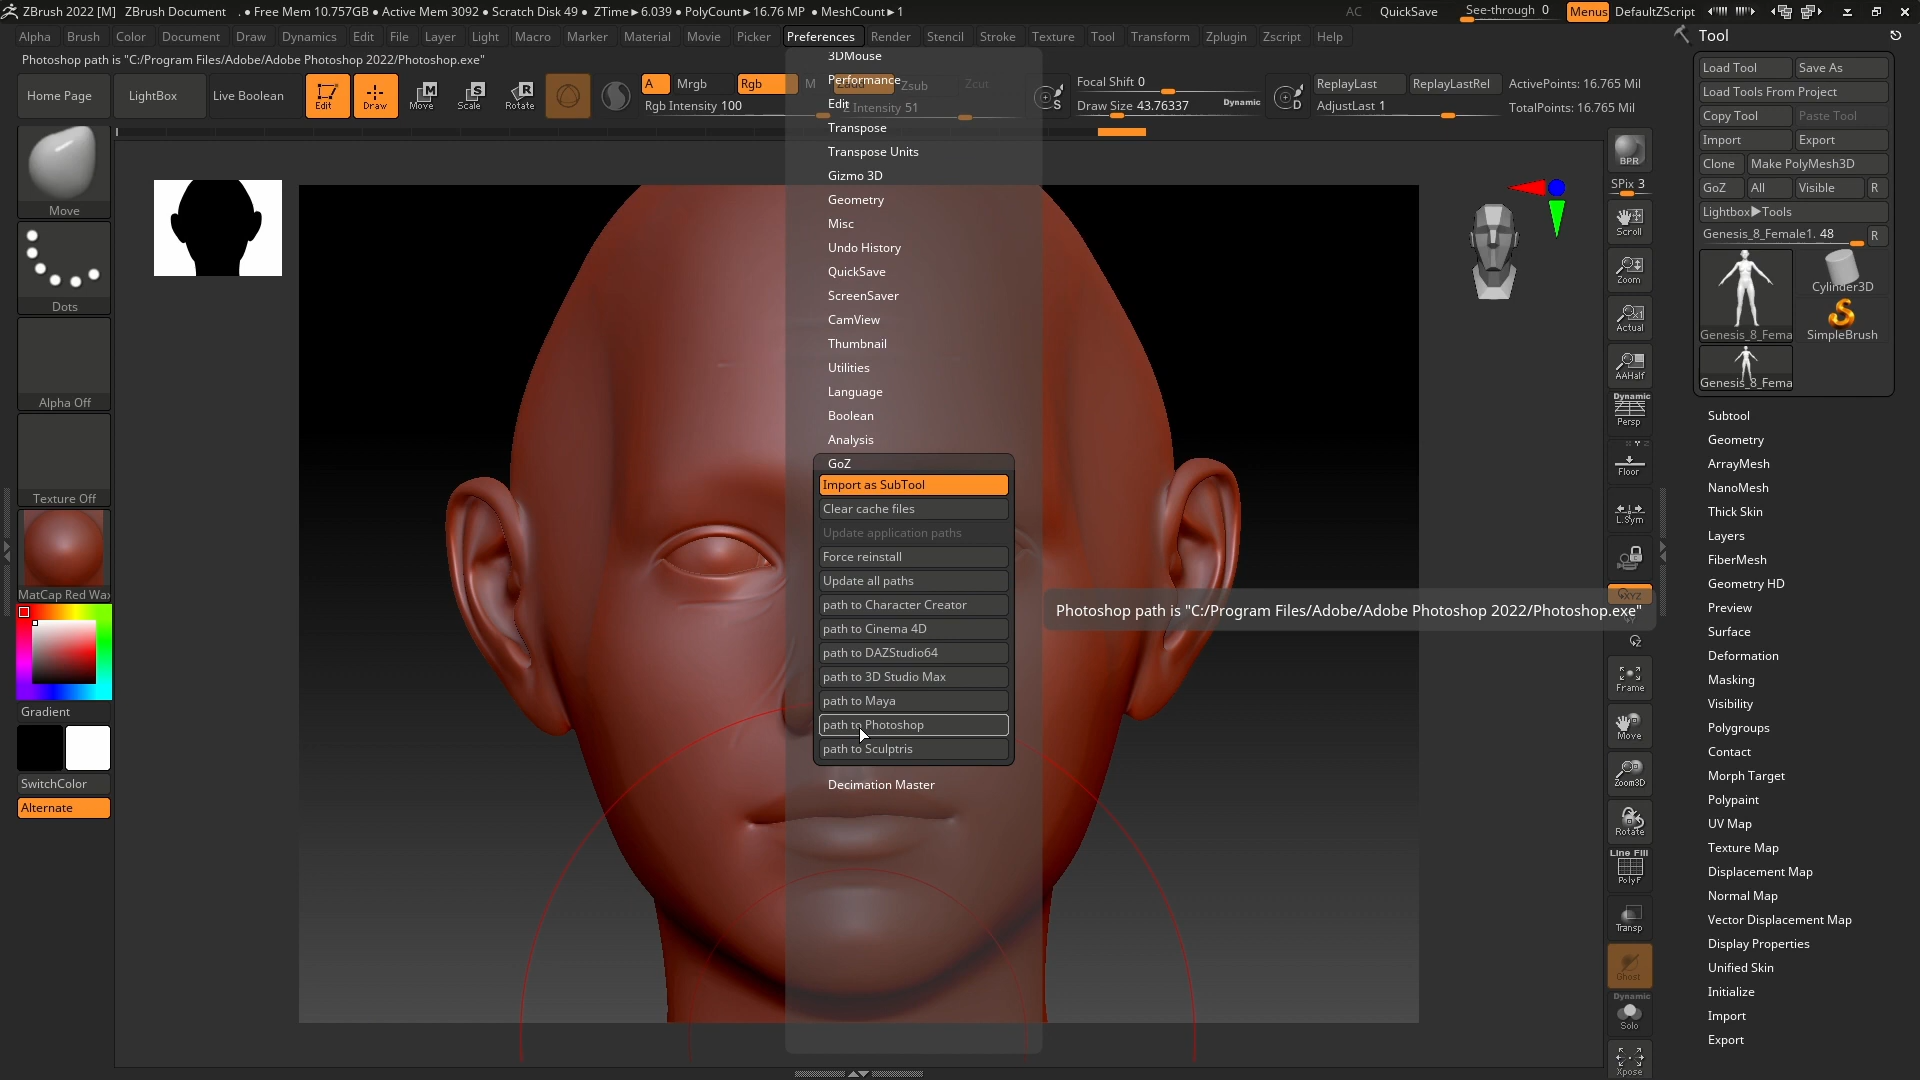 ZBrush 2022 [M] ZBrush Document . • Free Mem 10.757GB • Active Mem 3092 • Scratch Disk 49 • ZTime►6.039 • PolyCount►16.76 MP • MeshCount►1 AC QuickSave See-through 0 Menus DefaultZScript
Alpha Brush Color Document Draw Dynamics Edit File Layer Light Macro Marker Material Movie Picker Preferences Render Stencil Stroke Texture Tool Transform Zplugin Zscript Help
Photoshop path is "C:/Program Files/Adobe/Adobe Photoshop 2022/Photoshop.exe"
Home Page
LightBox
Live Boolean
Edit
Draw
Move
Scale
Rotate
A
Mrgb
Rgb
M
Zadd
Zsub
Zcut
Rgb Intensity 100
Z Intensity 51
Focal Shift 0
Draw Size 43.76337
Dynamic
ReplayLast
ReplayLastRel
AdjustLast 1
ActivePoints: 16.765 Mil
TotalPoints: 16.765 Mil
Move
Dots
Alpha Off
Texture Off
MatCap Red Wax
Gradient
SwitchColor
Alternate
3DMouse
Performance
Edit
Transpose
Transpose Units
Gizmo 3D
Geometry
Misc
Undo History
QuickSave
ScreenSaver
CamView
Thumbnail
Utilities
Language
Boolean
Analysis
GoZ
Import as SubTool
Clear cache files
Update application paths
Force reinstall
Update all paths
path to Character Creator
path to Cinema 4D
path to DAZStudio64
path to 3D Studio Max
path to Maya
path to Photoshop
path to Sculptris
Decimation Master
Photoshop path is "C:/Program Files/Adobe/Adobe Photoshop 2022/Photoshop.exe"
BPR
SPix 3
Scroll
Zoom
Actual
AAHalf
Dynamic
Persp
Floor
L.Sym
XYZ
Frame
Move
Zoom3D
Rotate
Line Fill
PolyF
Transp
Ghost
Dynamic
Solo
Xpose
Tool
Load Tool
Save As
Load Tools From Project
Copy Tool
Paste Tool
Import
Export
Clone
Make PolyMesh3D
GoZ
All
Visible
R
Lightbox►Tools
Genesis_8_Female1. 48
R
Genesis_8_Fema
Cylinder3D
SimpleBrush
Genesis_8_Fema
Subtool
Geometry
ArrayMesh
NanoMesh
Thick Skin
Layers
FiberMesh
Geometry HD
Preview
Surface
Deformation
Masking
Visibility
Polygroups
Contact
Morph Target
Polypaint
UV Map
Texture Map
Displacement Map
Normal Map
Vector Displacement Map
Display Properties
Unified Skin
Initialize
Import
Export